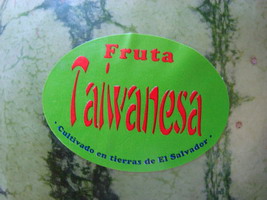 Fruta
Taiwanesa
· Cultivado en tierras de El Salvador ·